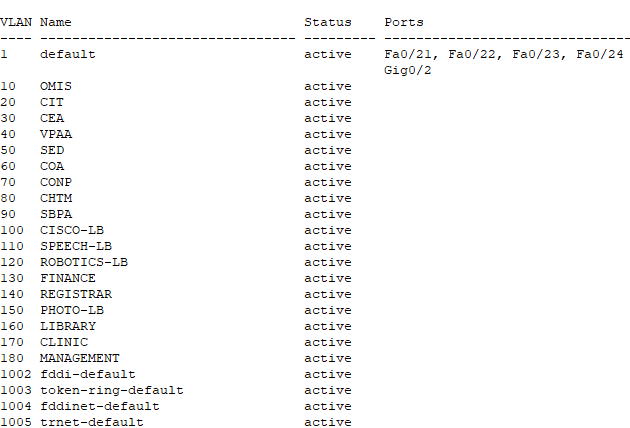 VLAN Name                             Status    Ports
---- -------------------------------- --------- -------------------------------
1    default                          active    Fa0/21, Fa0/22, Fa0/23, Fa0/24
                                                Gig0/2
10   OMIS                             active
20   CIT                              active
30   CEA                              active
40   VPAA                             active
50   SED                              active
60   COA                              active
70   CONP                             active
80   CHTM                             active
90   SBPA                             active
100  CISCO-LB                         active
110  SPEECH-LB                        active
120  ROBOTICS-LB                      active
130  FINANCE                          active
140  REGISTRAR                        active
150  PHOTO-LB                         active
160  LIBRARY                          active
170  CLINIC                           active
180  MANAGEMENT                       active
1002 fddi-default                     active
1003 token-ring-default               active
1004 fddinet-default                  active
1005 trnet-default                    active